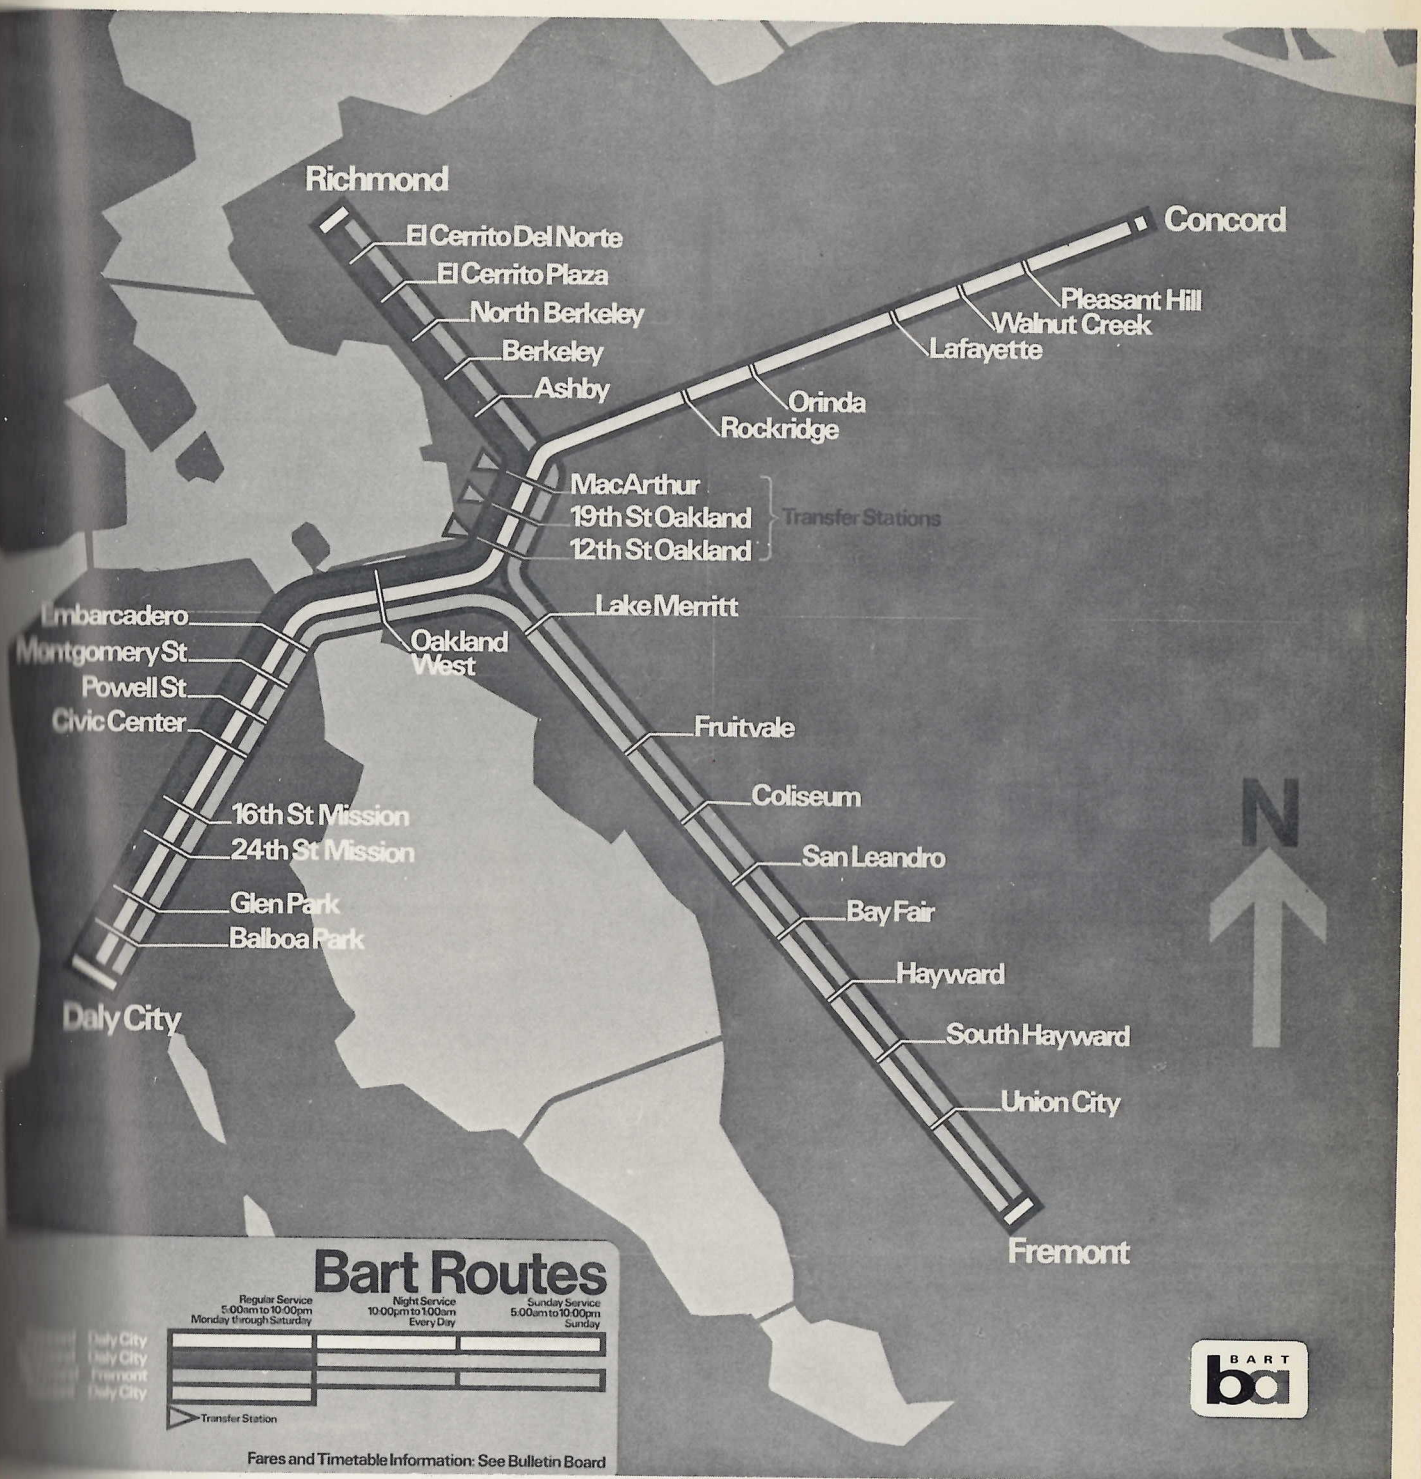 Richmond
El Cerrito Del Norte
El Cerrito Plaza
North Berkeley
Berkeley
Ashby
Concord
Pleasant Hill
Walnut Creek
Lafayette
Orinda
Rockridge
MacArthur
19th St Oakland
12th St Oakland
Transfer Stations
Lake Merritt
Oakland
West
Embarcadero
Montgomery St
Powell St
Civic Center
16th St Mission
24th St Mission
Glen Park
Balboa Park
Daly City
Fruitvale
Coliseum
San Leandro
Bay Fair
Hayward
South Hayward
Union City
Fremont
N
Bart Routes
Regular Service
5:00am to 10:00pm
Monday through Saturday
Night Service
10:00pm to 1:00am
Every Day
Sunday Service
5:00am to 10:00pm
Sunday
Daly City
Daly City
Fremont
Daly City
Transfer Station
Fares and Timetable Information: See Bulletin Board
BART
ba